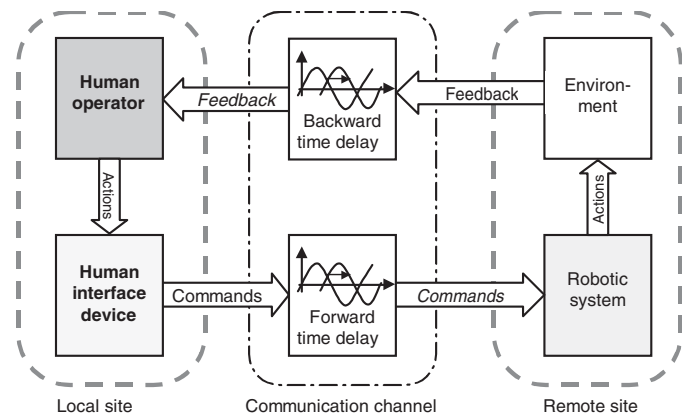 Human
operator
Feedback
Backward
time delay
Feedback
Environ-
ment
Actions
Actions
Human
interface
device
Commands
Forward
time delay
Commands
Robotic
system
Local site
Communication channel
Remote site